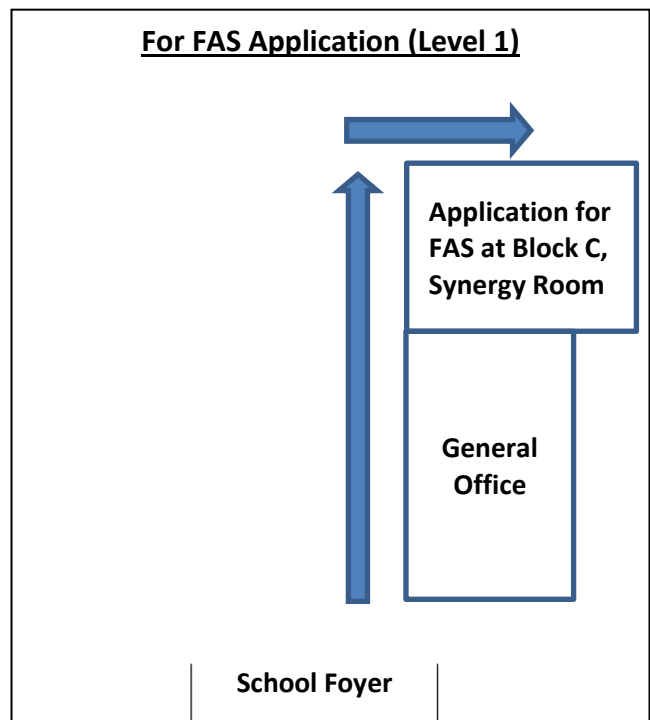 For FAS Application (Level 1)
Application for
FAS at Block C,
Synergy Room
General
Office
School Foyer